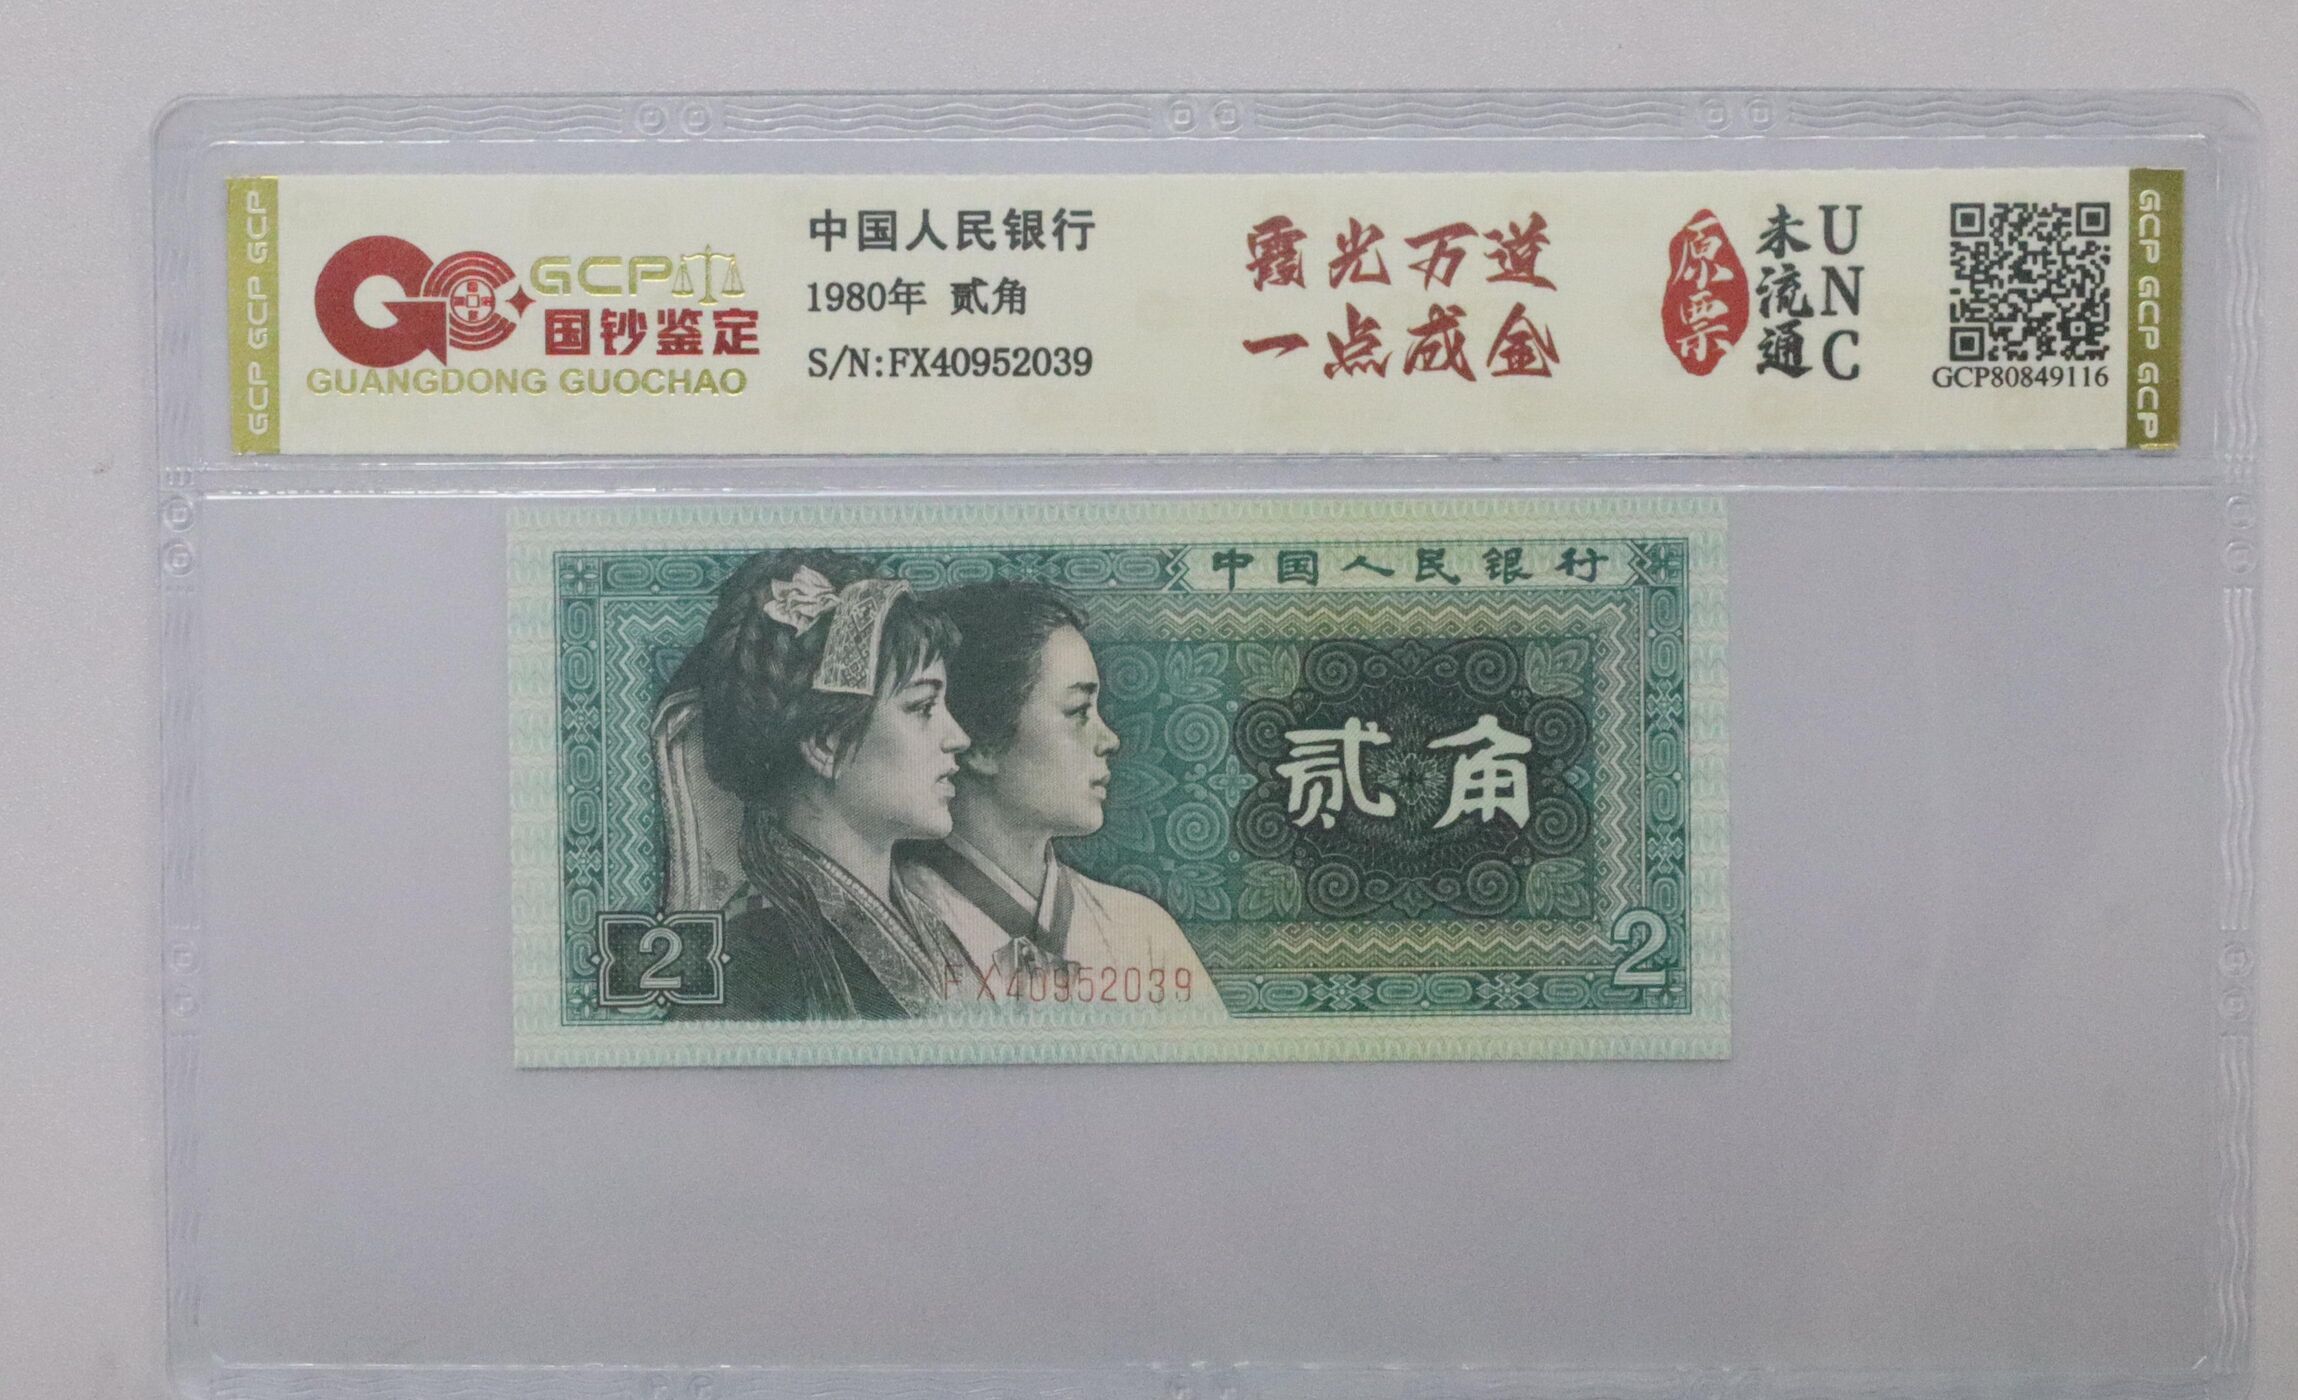 GCP GCP GCP
GCP
国钞鉴定
GUANGDONG GUOCHAO
中国人民银行
1980年 贰角
S/N:FX40952039
霞光万道
一点成金
原票
未流通
UNC
GCP80849116
GCP GCP GCP
中国人民银行
贰角
2
FX40952039
2